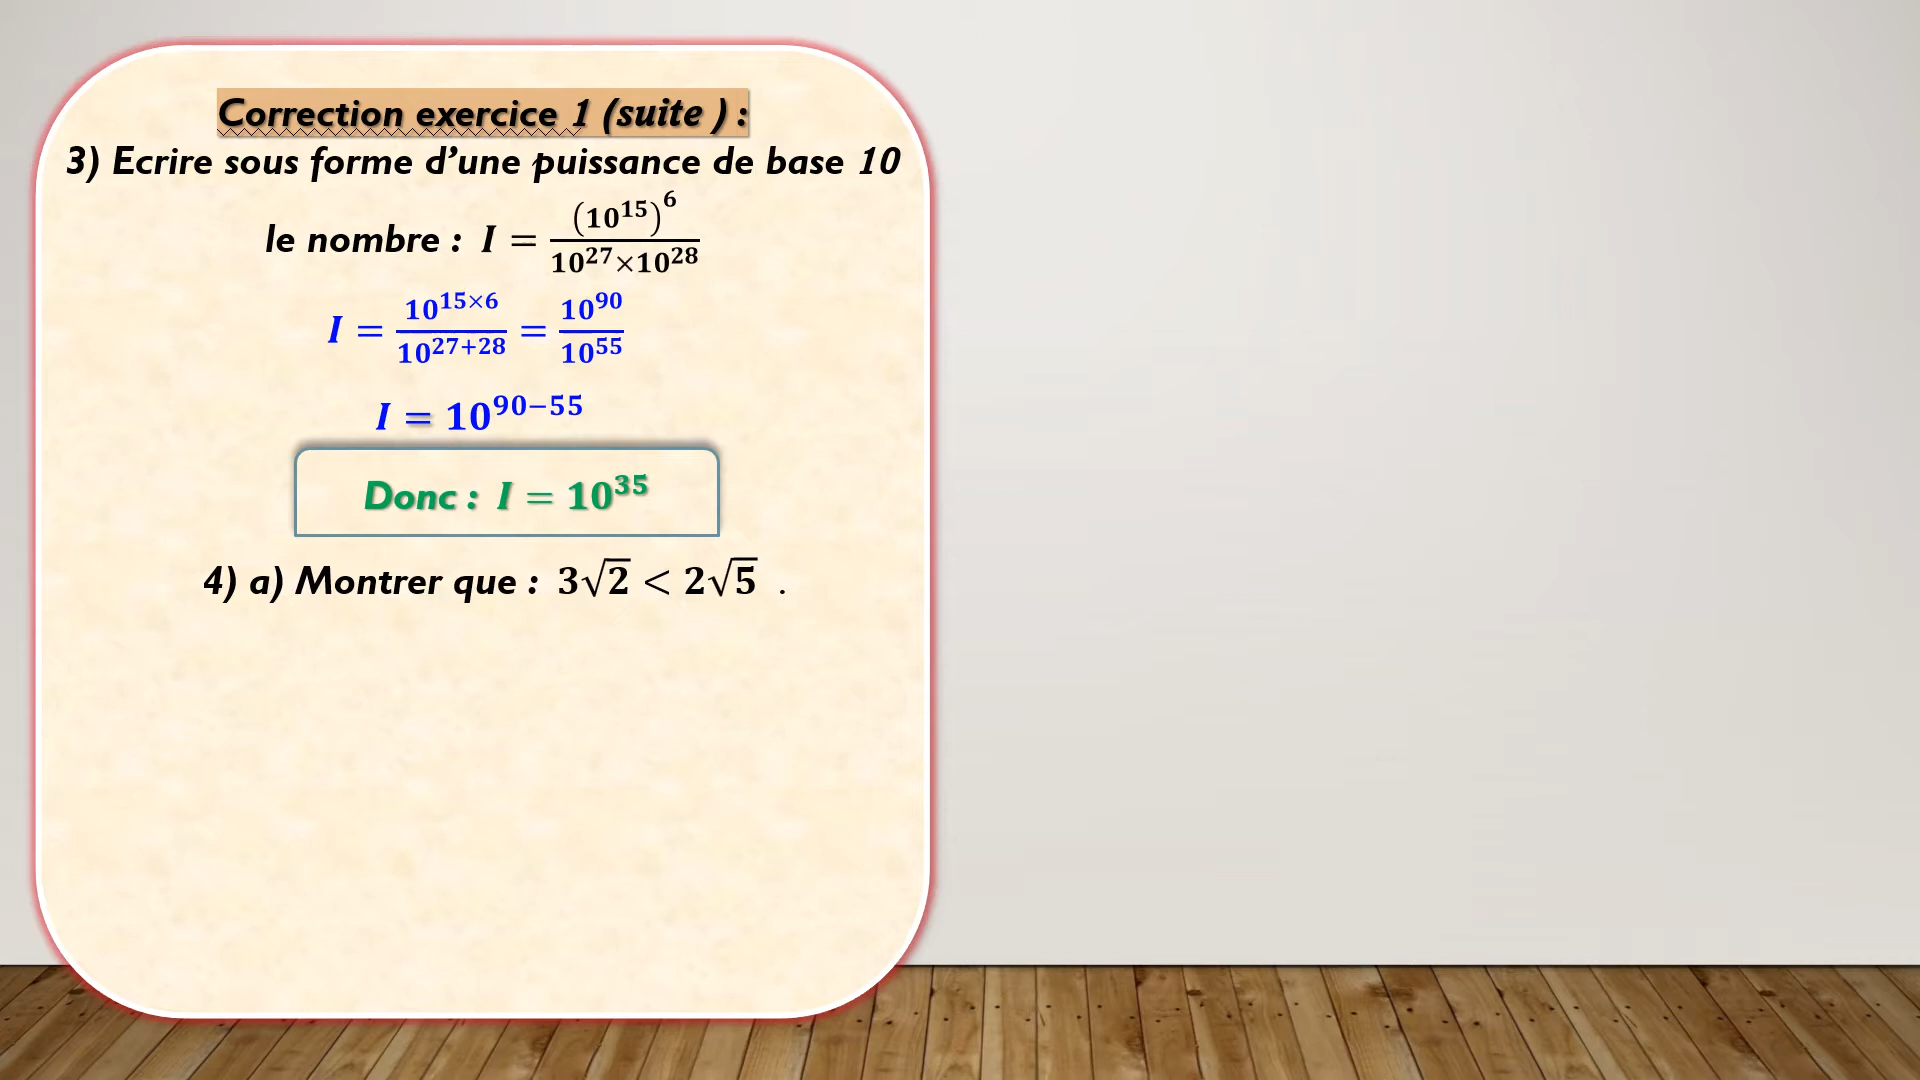 Correction exercice 1 (suite ) :
3) Ecrire sous forme d’une puissance de base 10
le nombre : I = (10^15)^6 / (10^27×10^28)
I = 10^(15×6) / 10^(27+28) = 10^90 / 10^55
I = 10^(90−55)
Donc : I = 10^35
4) a) Montrer que : 3√2 < 2√5 .